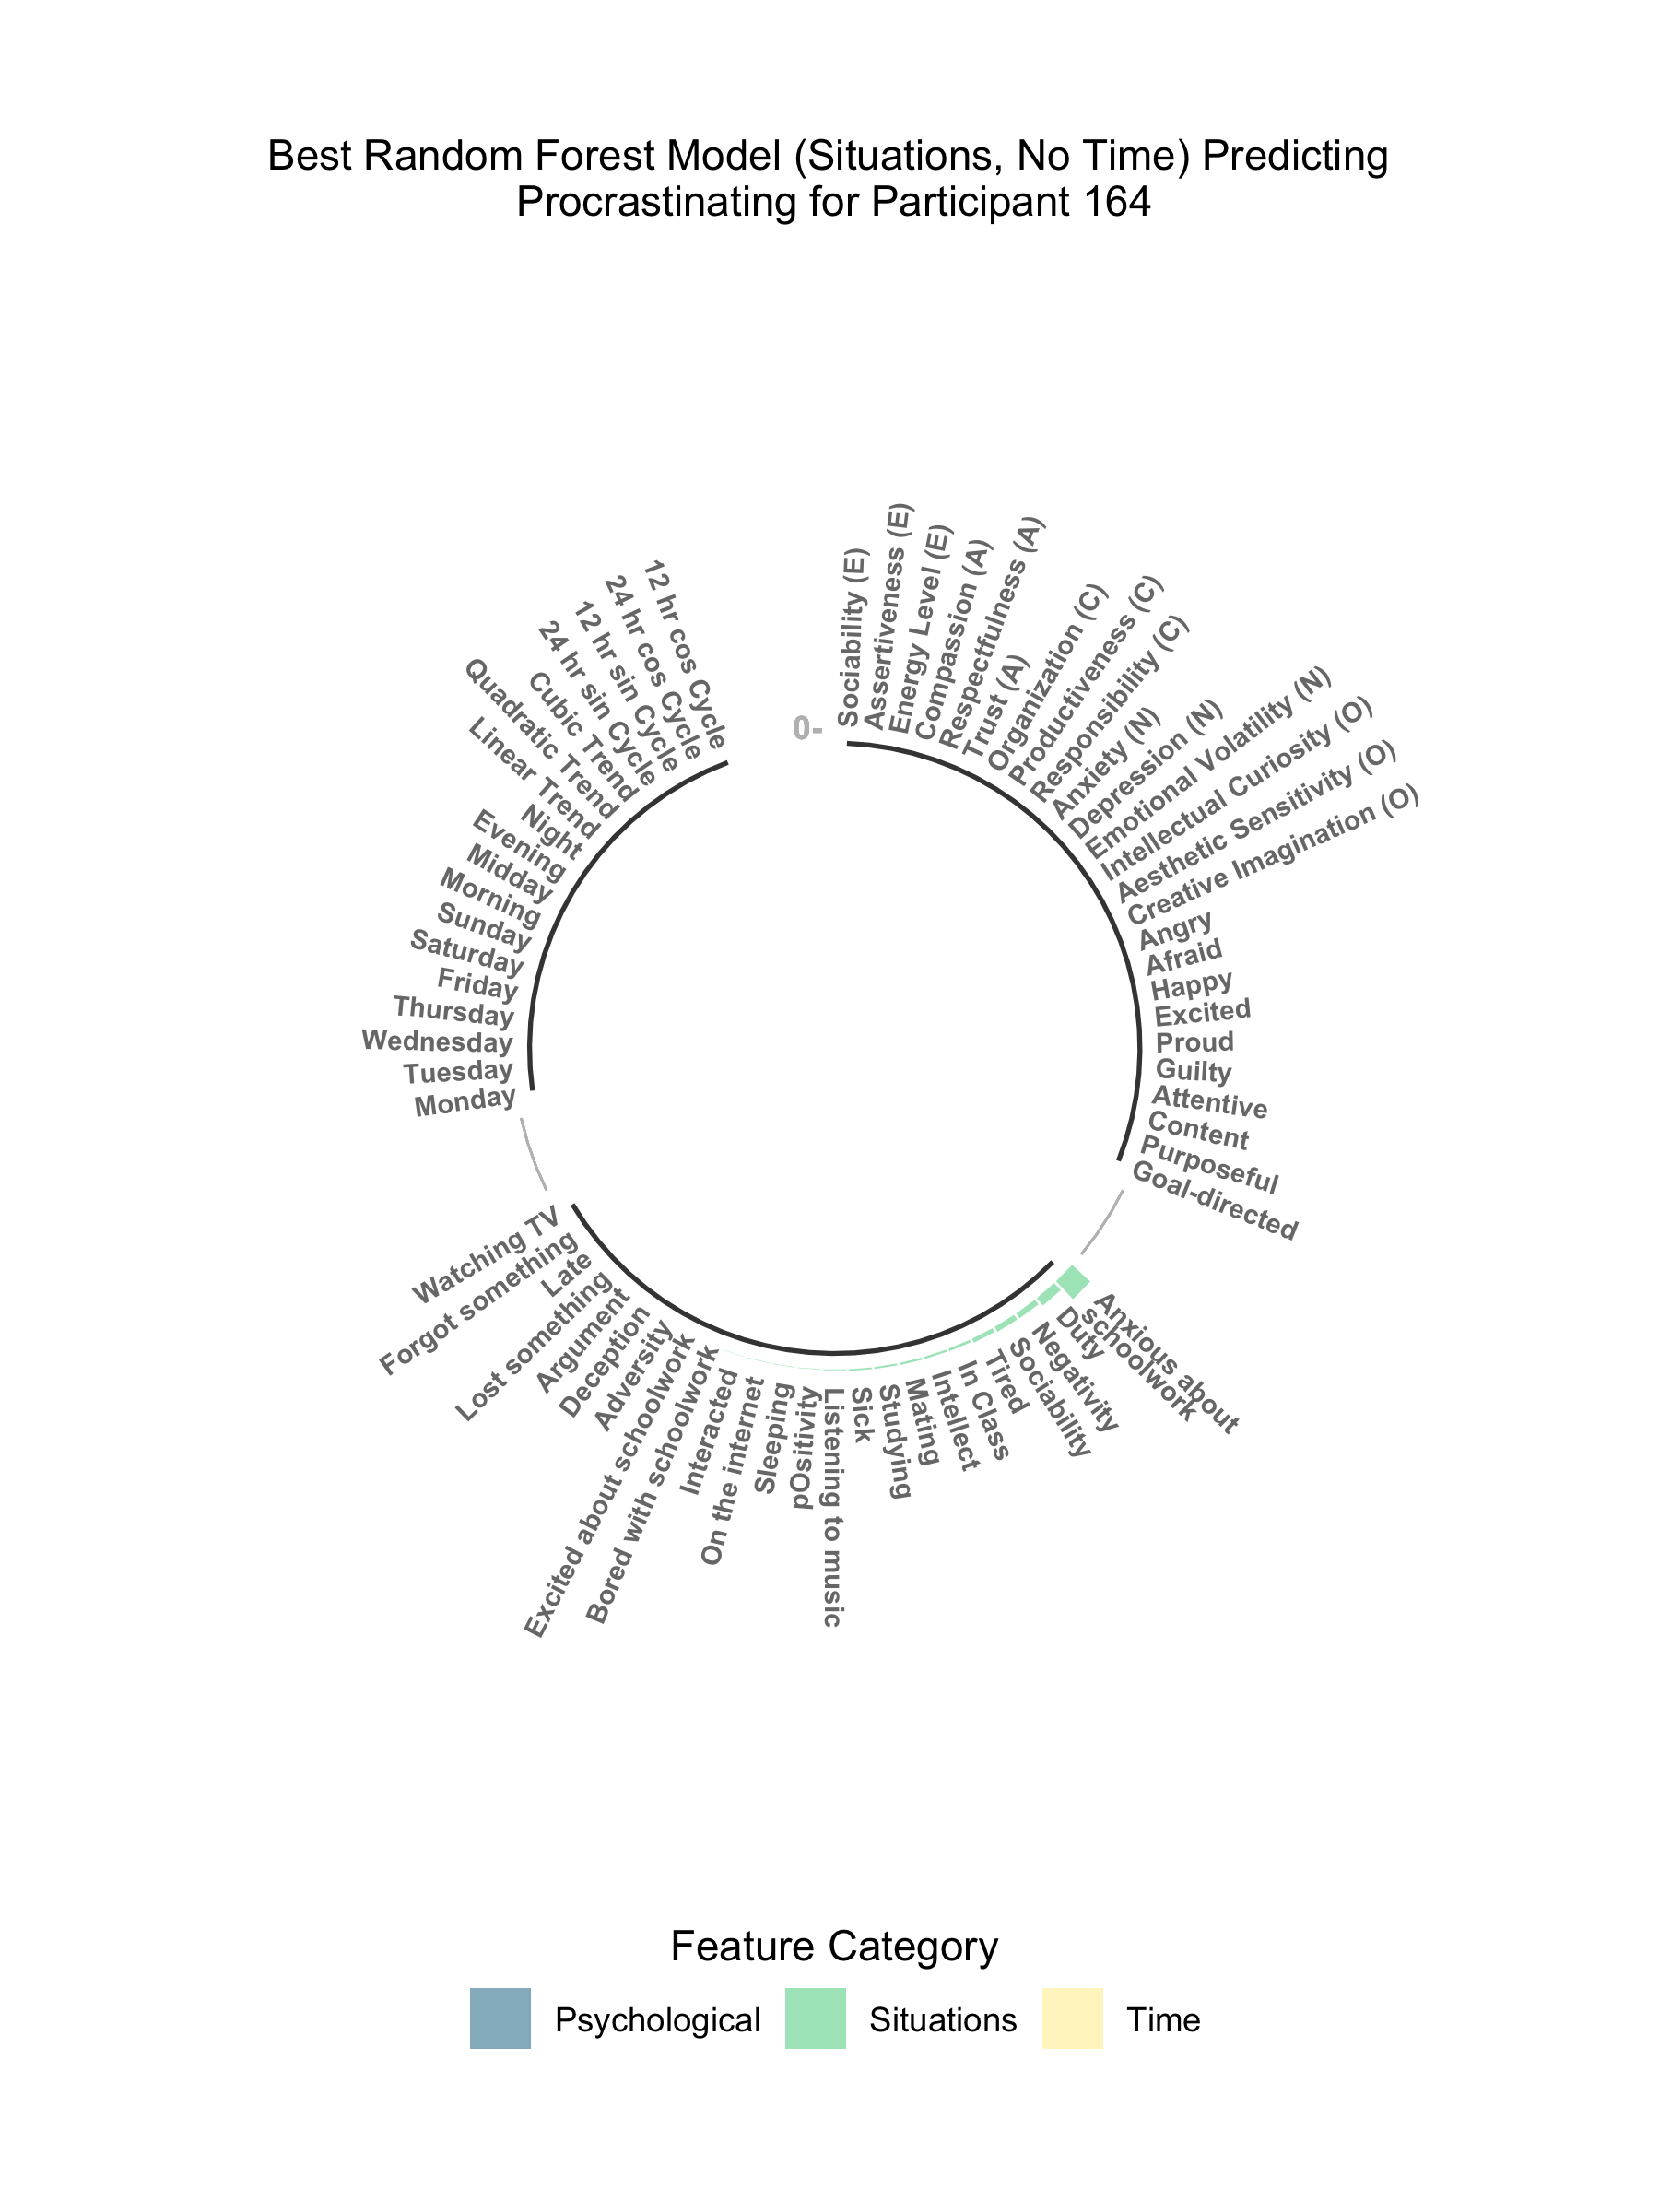 Best Random Forest Model (Situations, No Time) Predicting
Procrastinating for Participant 164
0-
Sociability (E)
Assertiveness (E)
Energy Level (E)
Compassion (A)
Respectfulness (A)
Trust (A)
Organization (C)
Productiveness (C)
Responsibility (C)
Anxiety (N)
Depression (N)
Emotional Volatility (N)
Intellectual Curiosity (O)
Aesthetic Sensitivity (O)
Creative Imagination (O)
Angry
Afraid
Happy
Excited
Proud
Guilty
Attentive
Content
Purposeful
Goal-directed
Anxious about
schoolwork
Duty
Negativity
Sociability
Tired
In Class
Intellect
Mating
Studying
Sick
Listening to music
pOsitivity
Sleeping
On the internet
Interacted
Bored with schoolwork
Excited about schoolwork
Adversity
Deception
Argument
Lost something
Late
Forgot something
Watching TV
Monday
Tuesday
Wednesday
Thursday
Friday
Saturday
Sunday
Morning
Midday
Evening
Night
Linear Trend
Quadratic Trend
Cubic Trend
24 hr sin Cycle
12 hr sin Cycle
24 hr cos Cycle
12 hr cos Cycle
Feature Category
Psychological
Situations
Time